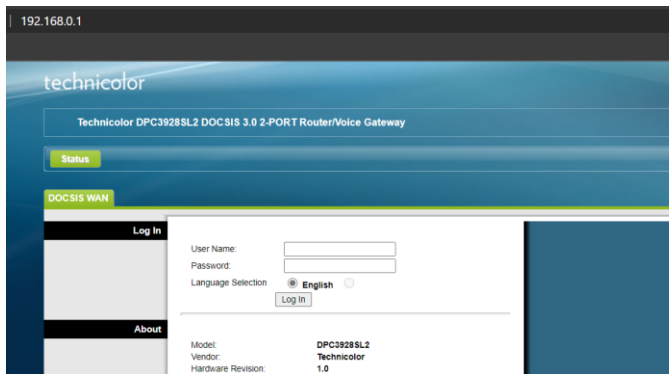 192.168.0.1
technicolor
Technicolor DPC3928SL2 DOCSIS 3.0 2-PORT Router/Voice Gateway
Status
DOCSIS WAN
Log In
User Name:
Password:
Language Selection English
Log In
About
Model: DPC3928SL2
Vendor: Technicolor
Hardware Revision: 1.0